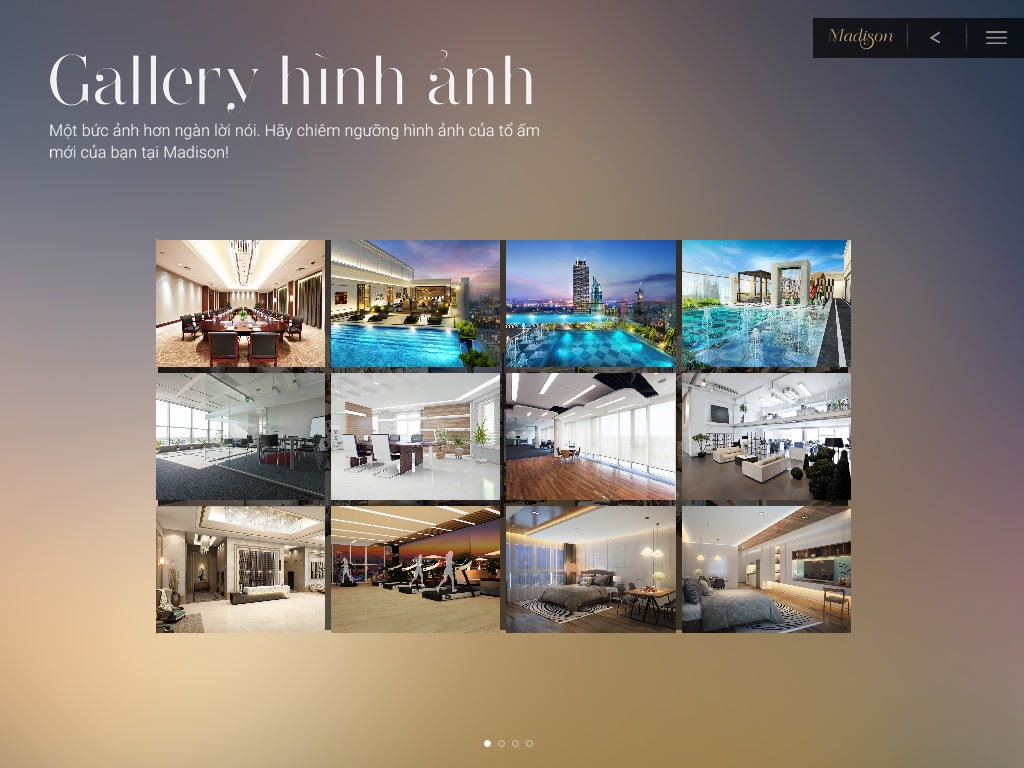 Madison
Gallery hình ảnh
Một bức ảnh hơn ngàn lời nói. Hãy chiêm ngưỡng hình ảnh của tổ ấm
mới của bạn tại Madison!